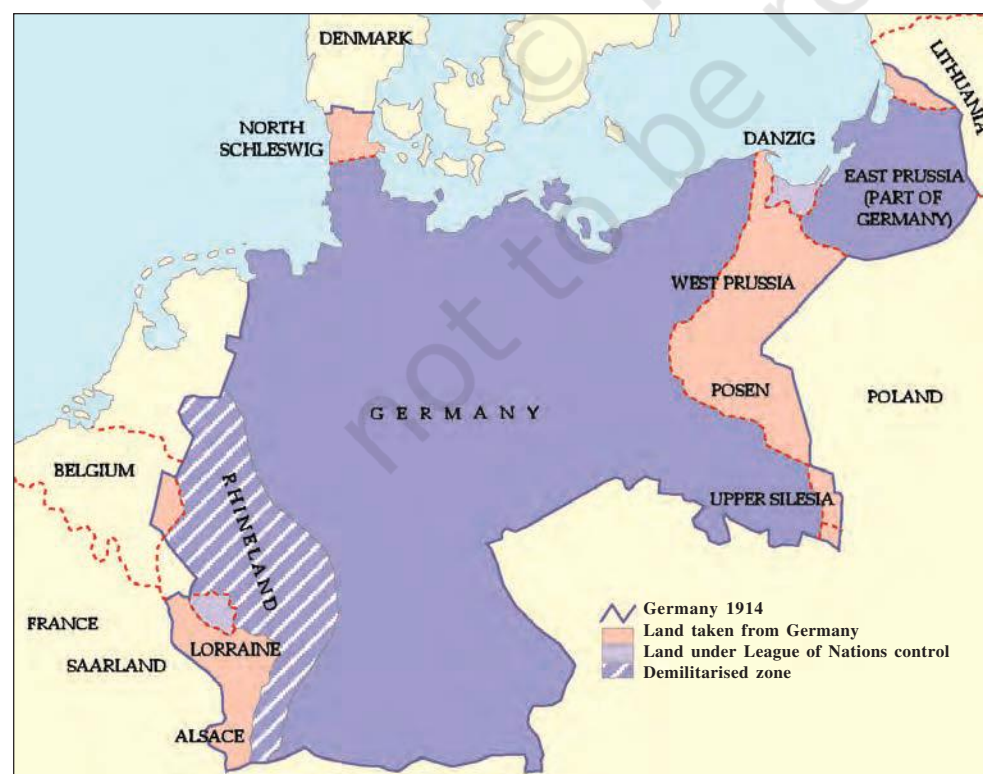 DENMARK
NORTH
SCHLESWIG
LITHUANIA
DANZIG
EAST PRUSSIA
(PART OF
GERMANY)
WEST PRUSSIA
POSEN
POLAND
GERMANY
BELGIUM
RHINELAND
UPPER SILESIA
FRANCE
SAARLAND
LORRAINE
ALSACE
Germany 1914
Land taken from Germany
Land under League of Nations control
Demilitarised zone
©
not to be re